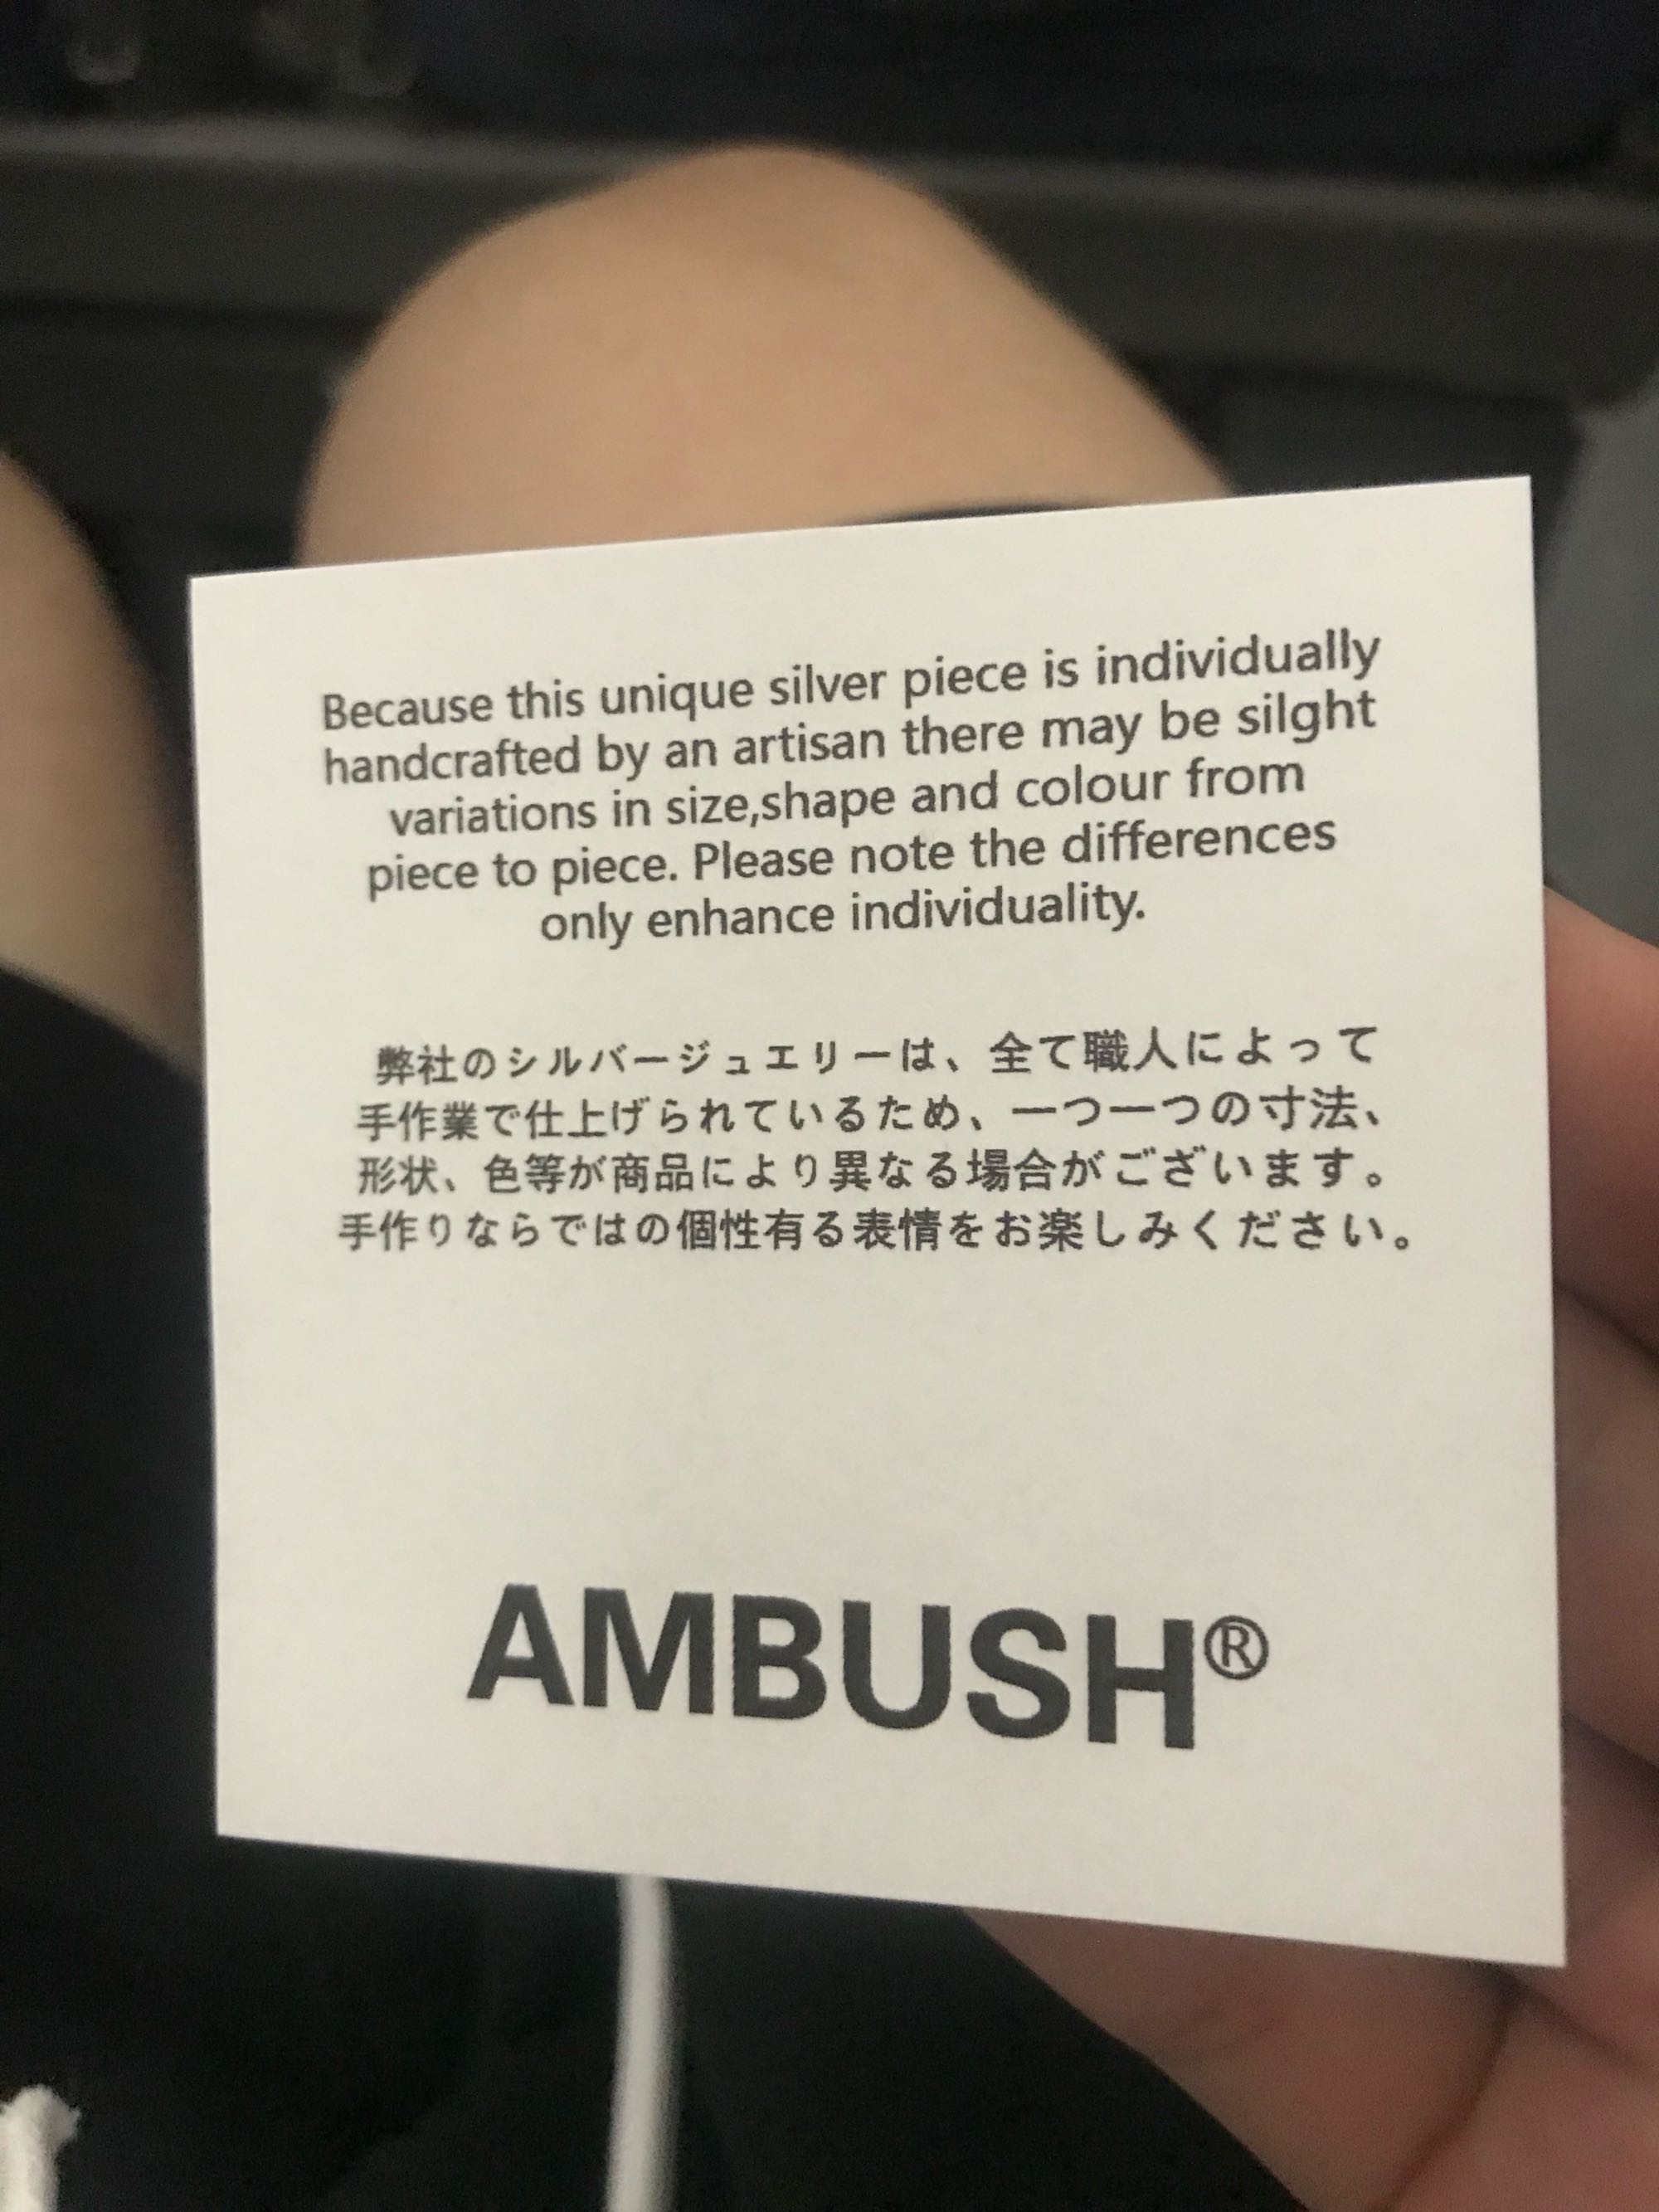 Because this unique silver piece is individually
handcrafted by an artisan there may be silght
variations in size,shape and colour from
piece to piece. Please note the differences
only enhance individuality.
弊社のシルバージュエリーは、全て職人によって
手作業で仕上げられているため、一つ一つの寸法、
形状、色等が商品により異なる場合がございます。
手作りならではの個性有る表情をお楽しみください。
AMBUSH®